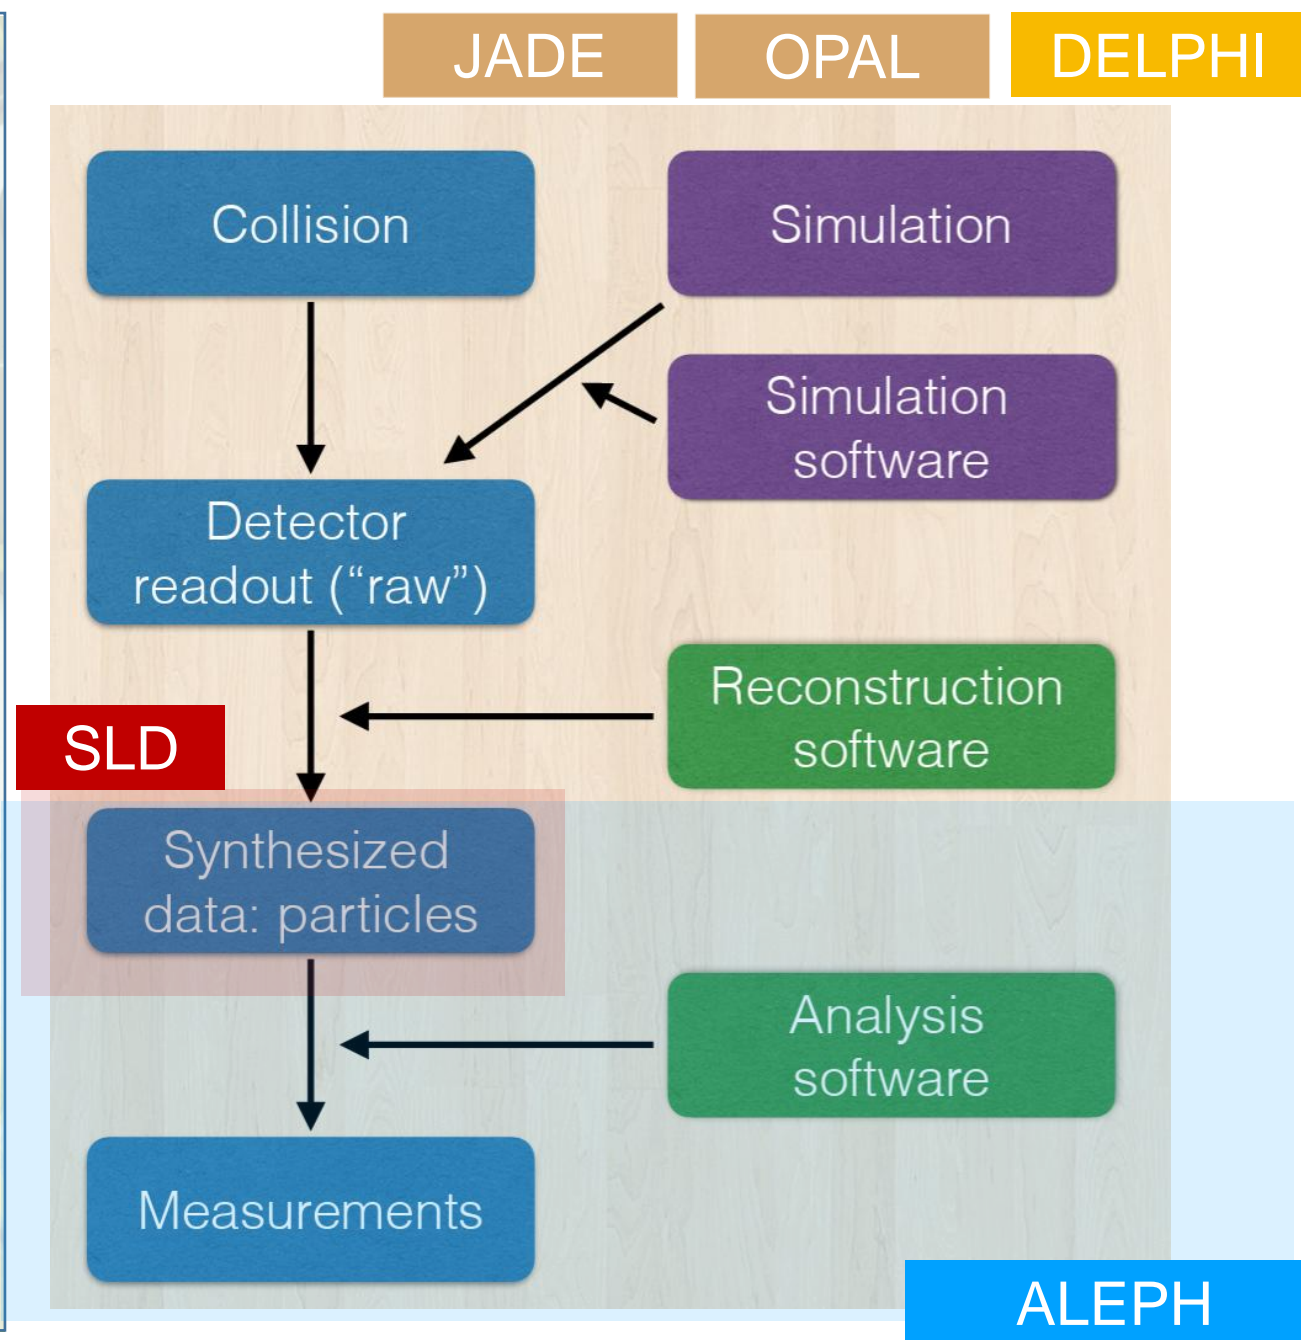 JADE
OPAL
DELPHI
Collision
Simulation
Simulation
software
Detector
readout (“raw”)
Reconstruction
software
SLD
Synthesized
data: particles
Analysis
software
Measurements
ALEPH